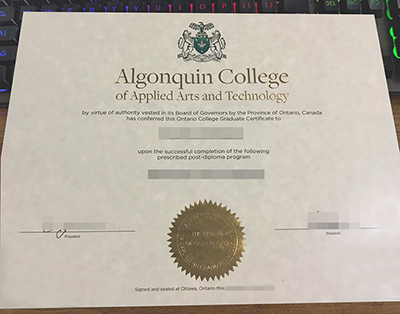 Algonquin College
of Applied Arts and Technology
by virtue of authority vested in its Board of Governors by the Province of Ontario, Canada
has conferred this Ontario College Graduate Certificate to
upon the successful completion of the following
prescribed post-diploma program
President
Signed and sealed at Ottawa, Ontario this